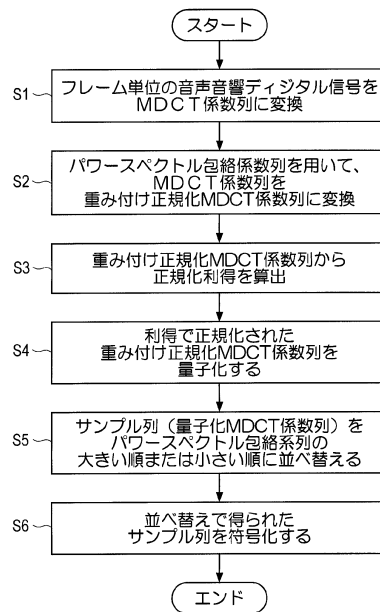 スタート
S1
フレーム単位の音声音響ディジタル信号を
MDCT係数列に変換
S2
パワースペクトル包絡係数列を用いて、
MDCT係数列を
重み付け正規化MDCT係数列に変換
S3
重み付け正規化MDCT係数列から
正規化利得を算出
S4
利得で正規化された
重み付け正規化MDCT係数列を
量子化する
S5
サンプル列（量子化MDCT係数列）を
パワースペクトル包絡系列の
大きい順または小さい順に並べ替える
S6
並べ替えで得られた
サンプル列を符号化する
エンド